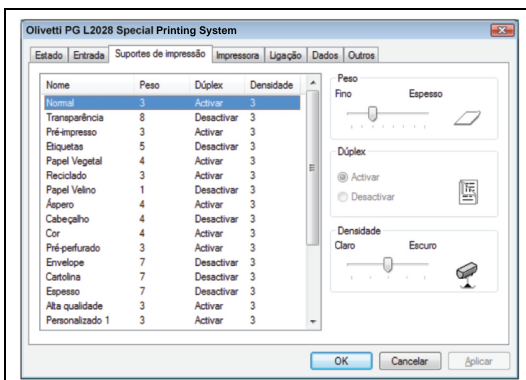 Olivetti PG L2028 Special Printing System
Estado Entrada Suportes de impressão Impressora Ligação Dados Outros
Nome Peso Dúplex Densidade
Normal 3 Activar 3
Transparência 8 Desactivar 3
Pré-impresso 3 Activar 3
Etiquetas 5 Desactivar 3
Papel Vegetal 4 Activar 3
Reciclado 3 Activar 3
Papel Velino 1 Desactivar 3
Áspero 4 Activar 3
Cabeçalho 4 Desactivar 3
Cor 4 Activar 3
Pré-perfurado 3 Activar 3
Envelope 7 Desactivar 3
Cartolina 7 Desactivar 3
Espesso 7 Desactivar 3
Alta qualidade 3 Activar 3
Personalizado 1 3 Activar 3
Peso
Fino Espesso
Dúplex
Activar
Desactivar
Densidade
Claro Escuro
OK Cancelar Aplicar